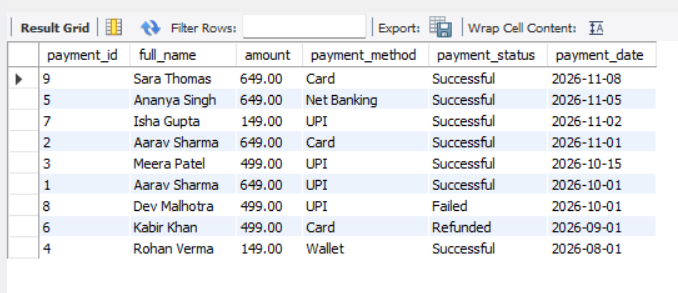 Result Grid Filter Rows: Export: Wrap Cell Content: IA
payment_id full_name amount payment_method payment_status payment_date
9 Sara Thomas 649.00 Card Successful 2026-11-08
5 Ananya Singh 649.00 Net Banking Successful 2026-11-05
7 Isha Gupta 149.00 UPI Successful 2026-11-02
2 Aarav Sharma 649.00 Card Successful 2026-11-01
3 Meera Patel 499.00 UPI Successful 2026-10-15
1 Aarav Sharma 649.00 UPI Successful 2026-10-01
8 Dev Malhotra 499.00 UPI Failed 2026-10-01
6 Kabir Khan 499.00 Card Refunded 2026-09-01
4 Rohan Verma 149.00 Wallet Successful 2026-08-01